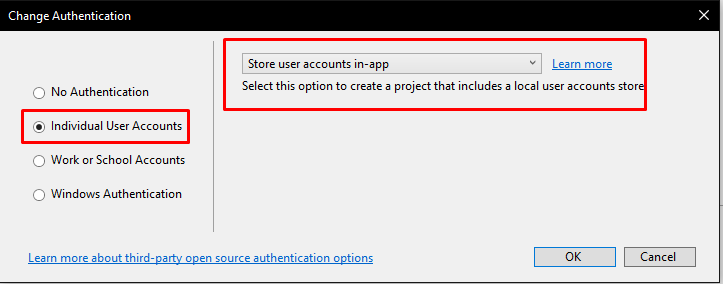 Change Authentication
Store user accounts in-app
Learn more
Select this option to create a project that includes a local user accounts store
No Authentication
Individual User Accounts
Work or School Accounts
Windows Authentication
Learn more about third-party open source authentication options
OK
Cancel